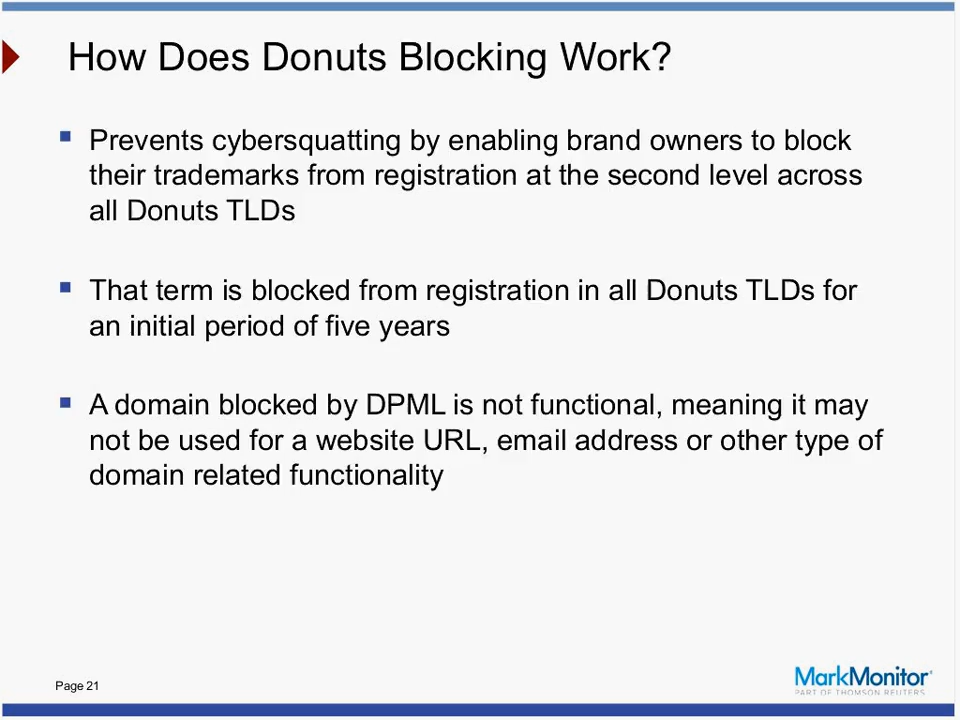 How Does Donuts Blocking Work?
Prevents cybersquatting by enabling brand owners to block
their trademarks from registration at the second level across
all Donuts TLDs
That term is blocked from registration in all Donuts TLDs for
an initial period of five years
A domain blocked by DPML is not functional, meaning it may
not be used for a website URL, email address or other type of
domain related functionality
Page 21
MarkMonitor
PART OF THOMSON REUTERS